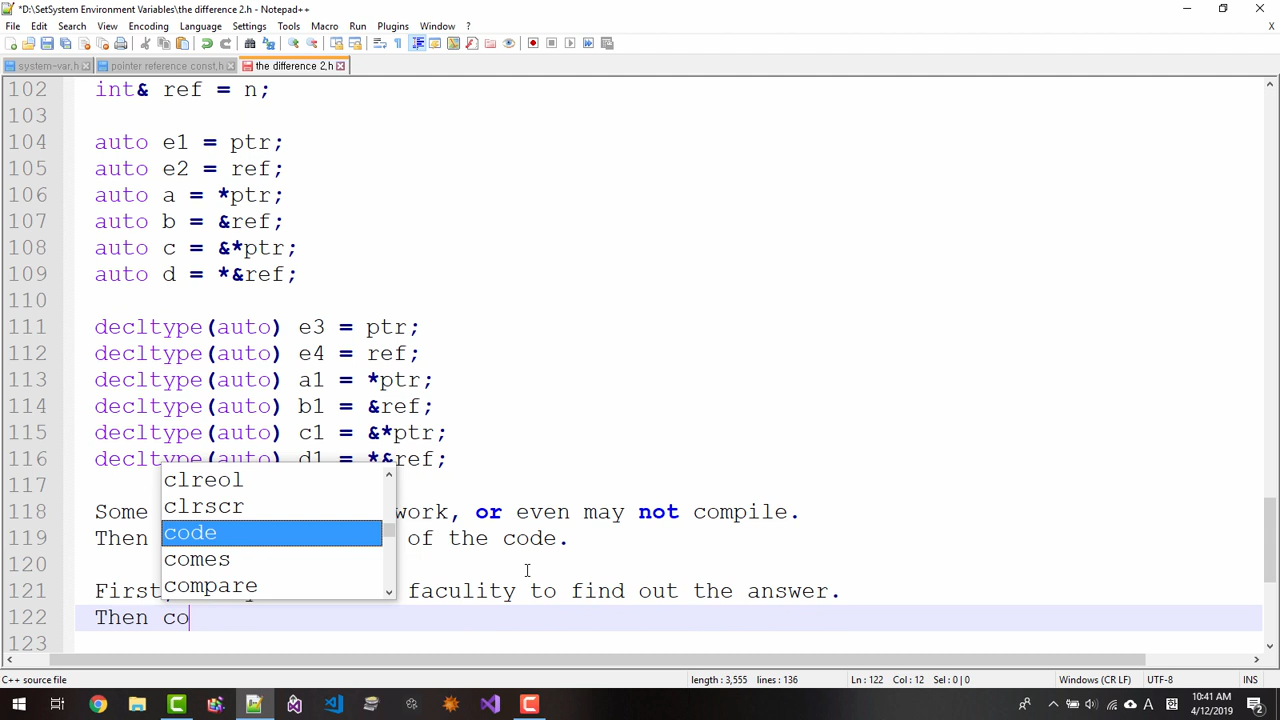 *D:\SetSystem Environment Variables\the difference 2.h - Notepad++
File Edit Search View Encoding Language Settings Tools Macro Run Plugins Window ?
X
system-var.h pointer reference const.h the difference 2.h
102 int& ref = n;
103
104 auto e1 = ptr;
105 auto e2 = ref;
106 auto a = *ptr;
107 auto b = &ref;
108 auto c = &*ptr;
109 auto d = *&ref;
110
111 decltype(auto) e3 = ptr;
112 decltype(auto) e4 = ref;
113 decltype(auto) a1 = *ptr;
114 decltype(auto) b1 = &ref;
115 decltype(auto) c1 = &*ptr;
116 decltype(auto) d1 = *&ref;
117
clreol
clrscr
118 Some work, or even may not compile.
code
119 Then of the code.
comes
120
compare
121 First, faculity to find out the answer.
122 Then co
123
C++ source file length : 3,555 lines : 136 Ln : 122 Col : 12 Sel : 0 | 0 Windows (CR LF) UTF-8 INS
A 10:41 AM
4/12/2019
2